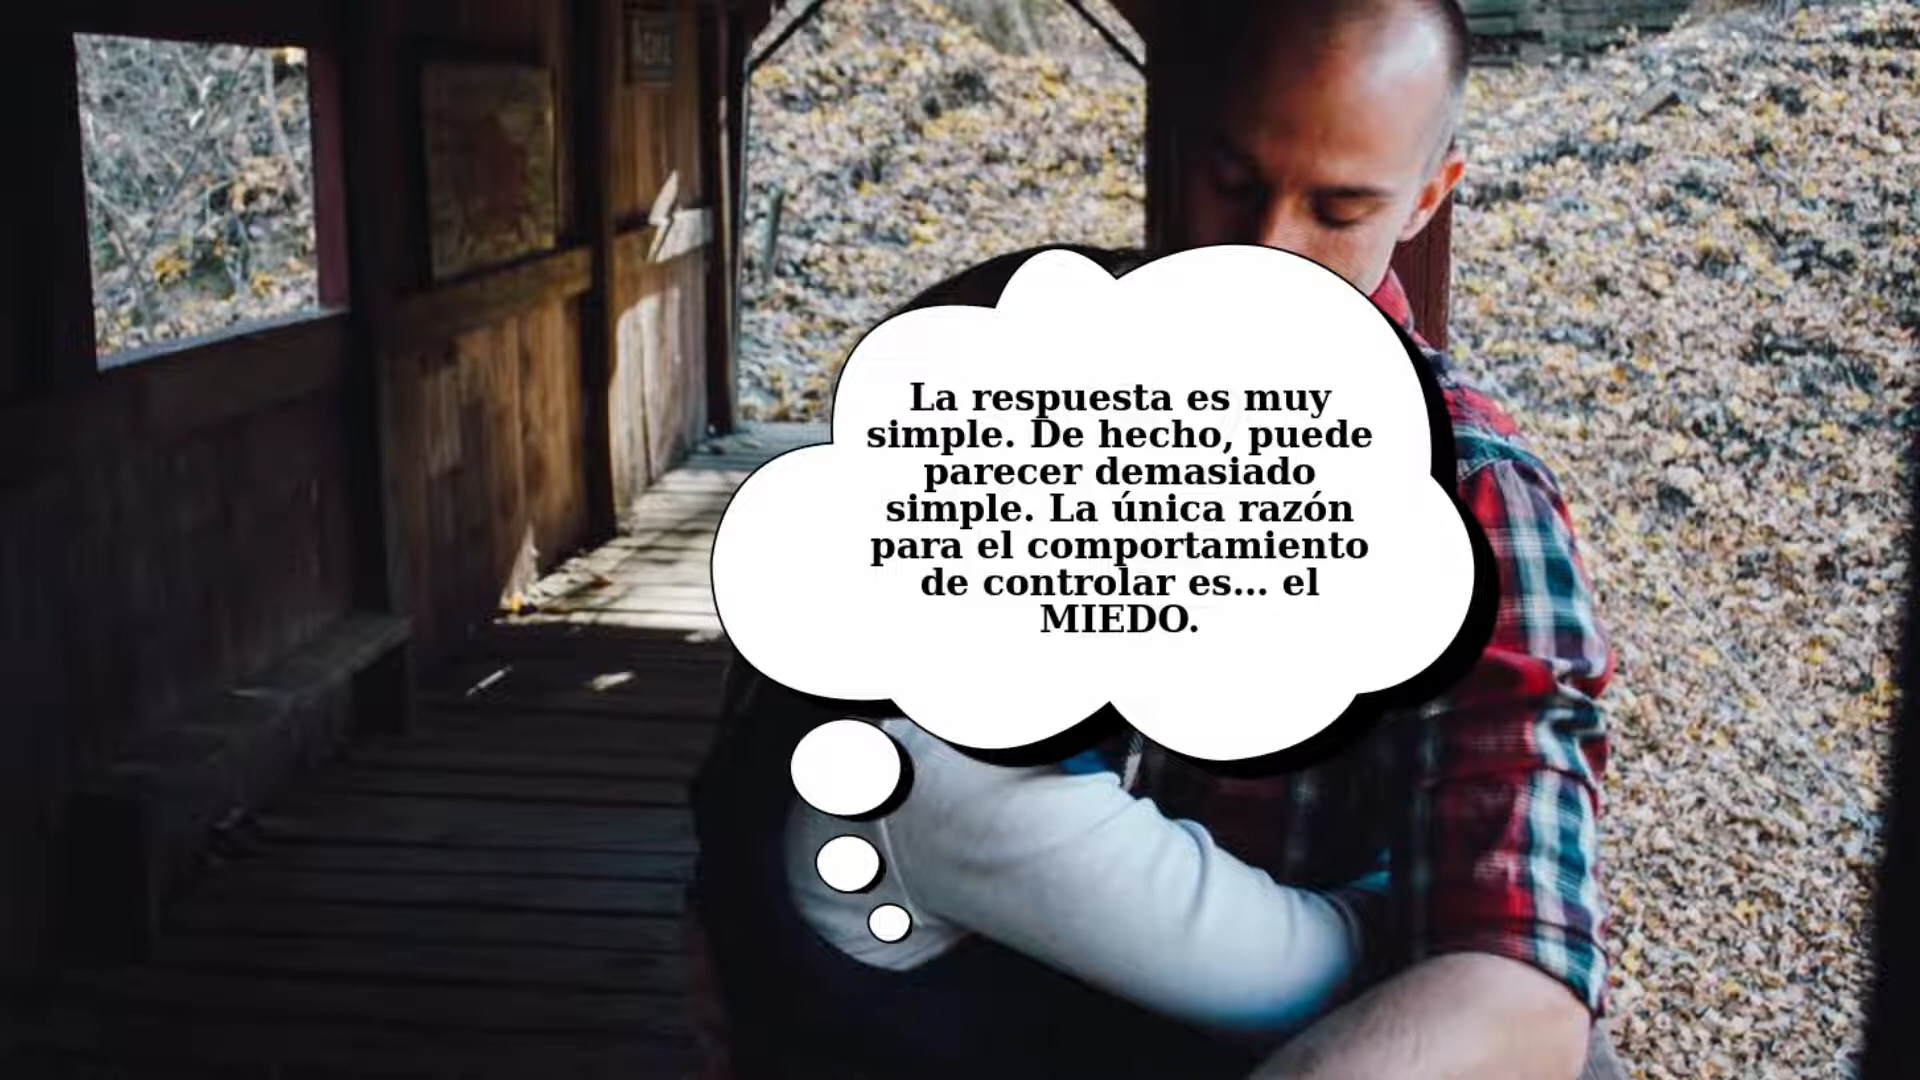 La respuesta es muy
simple. De hecho, puede
parecer demasiado
simple. La única razón
para el comportamiento
de controlar es... el
MIEDO.